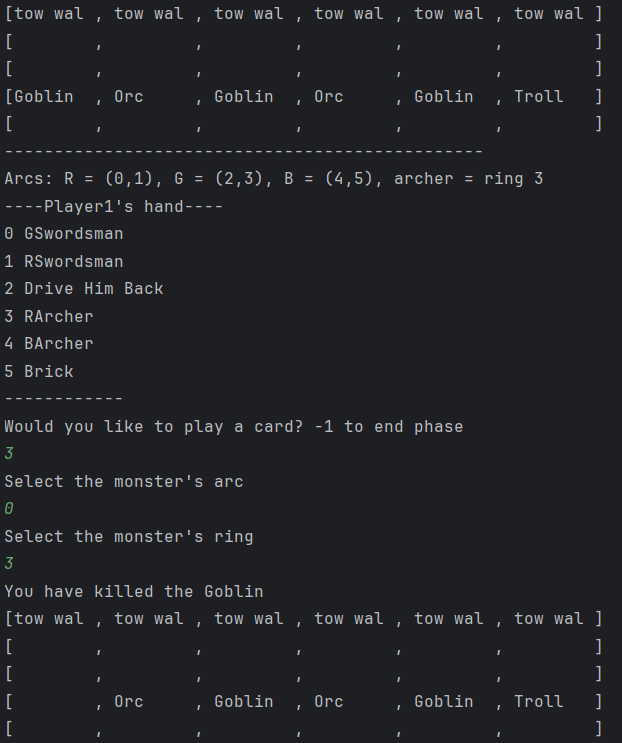 [tow wal , tow wal , tow wal , tow wal , tow wal , tow wal ]
[        ,         ,         ,         ,         ,         ]
[        ,         ,         ,         ,         ,         ]
[Goblin  , Orc     , Goblin  , Orc     , Goblin  , Troll   ]
[        ,         ,         ,         ,         ,         ]
------------------------------------------------
Arcs: R = (0,1), G = (2,3), B = (4,5), archer = ring 3
----Player1's hand----
0 GSwordsman
1 RSwordsman
2 Drive Him Back
3 RArcher
4 BArcher
5 Brick
------------
Would you like to play a card? -1 to end phase
3
Select the monster's arc
0
Select the monster's ring
3
You have killed the Goblin
[tow wal , tow wal , tow wal , tow wal , tow wal , tow wal ]
[        ,         ,         ,         ,         ,         ]
[        ,         ,         ,         ,         ,         ]
[        , Orc     , Goblin  , Orc     , Goblin  , Troll   ]
[        ,         ,         ,         ,         ,         ]